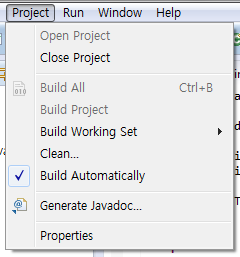 Project Run Window Help
Open Project
Close Project
Build All Ctrl+B
Build Project
Build Working Set
Clean...
Build Automatically
Generate Javadoc...
Properties